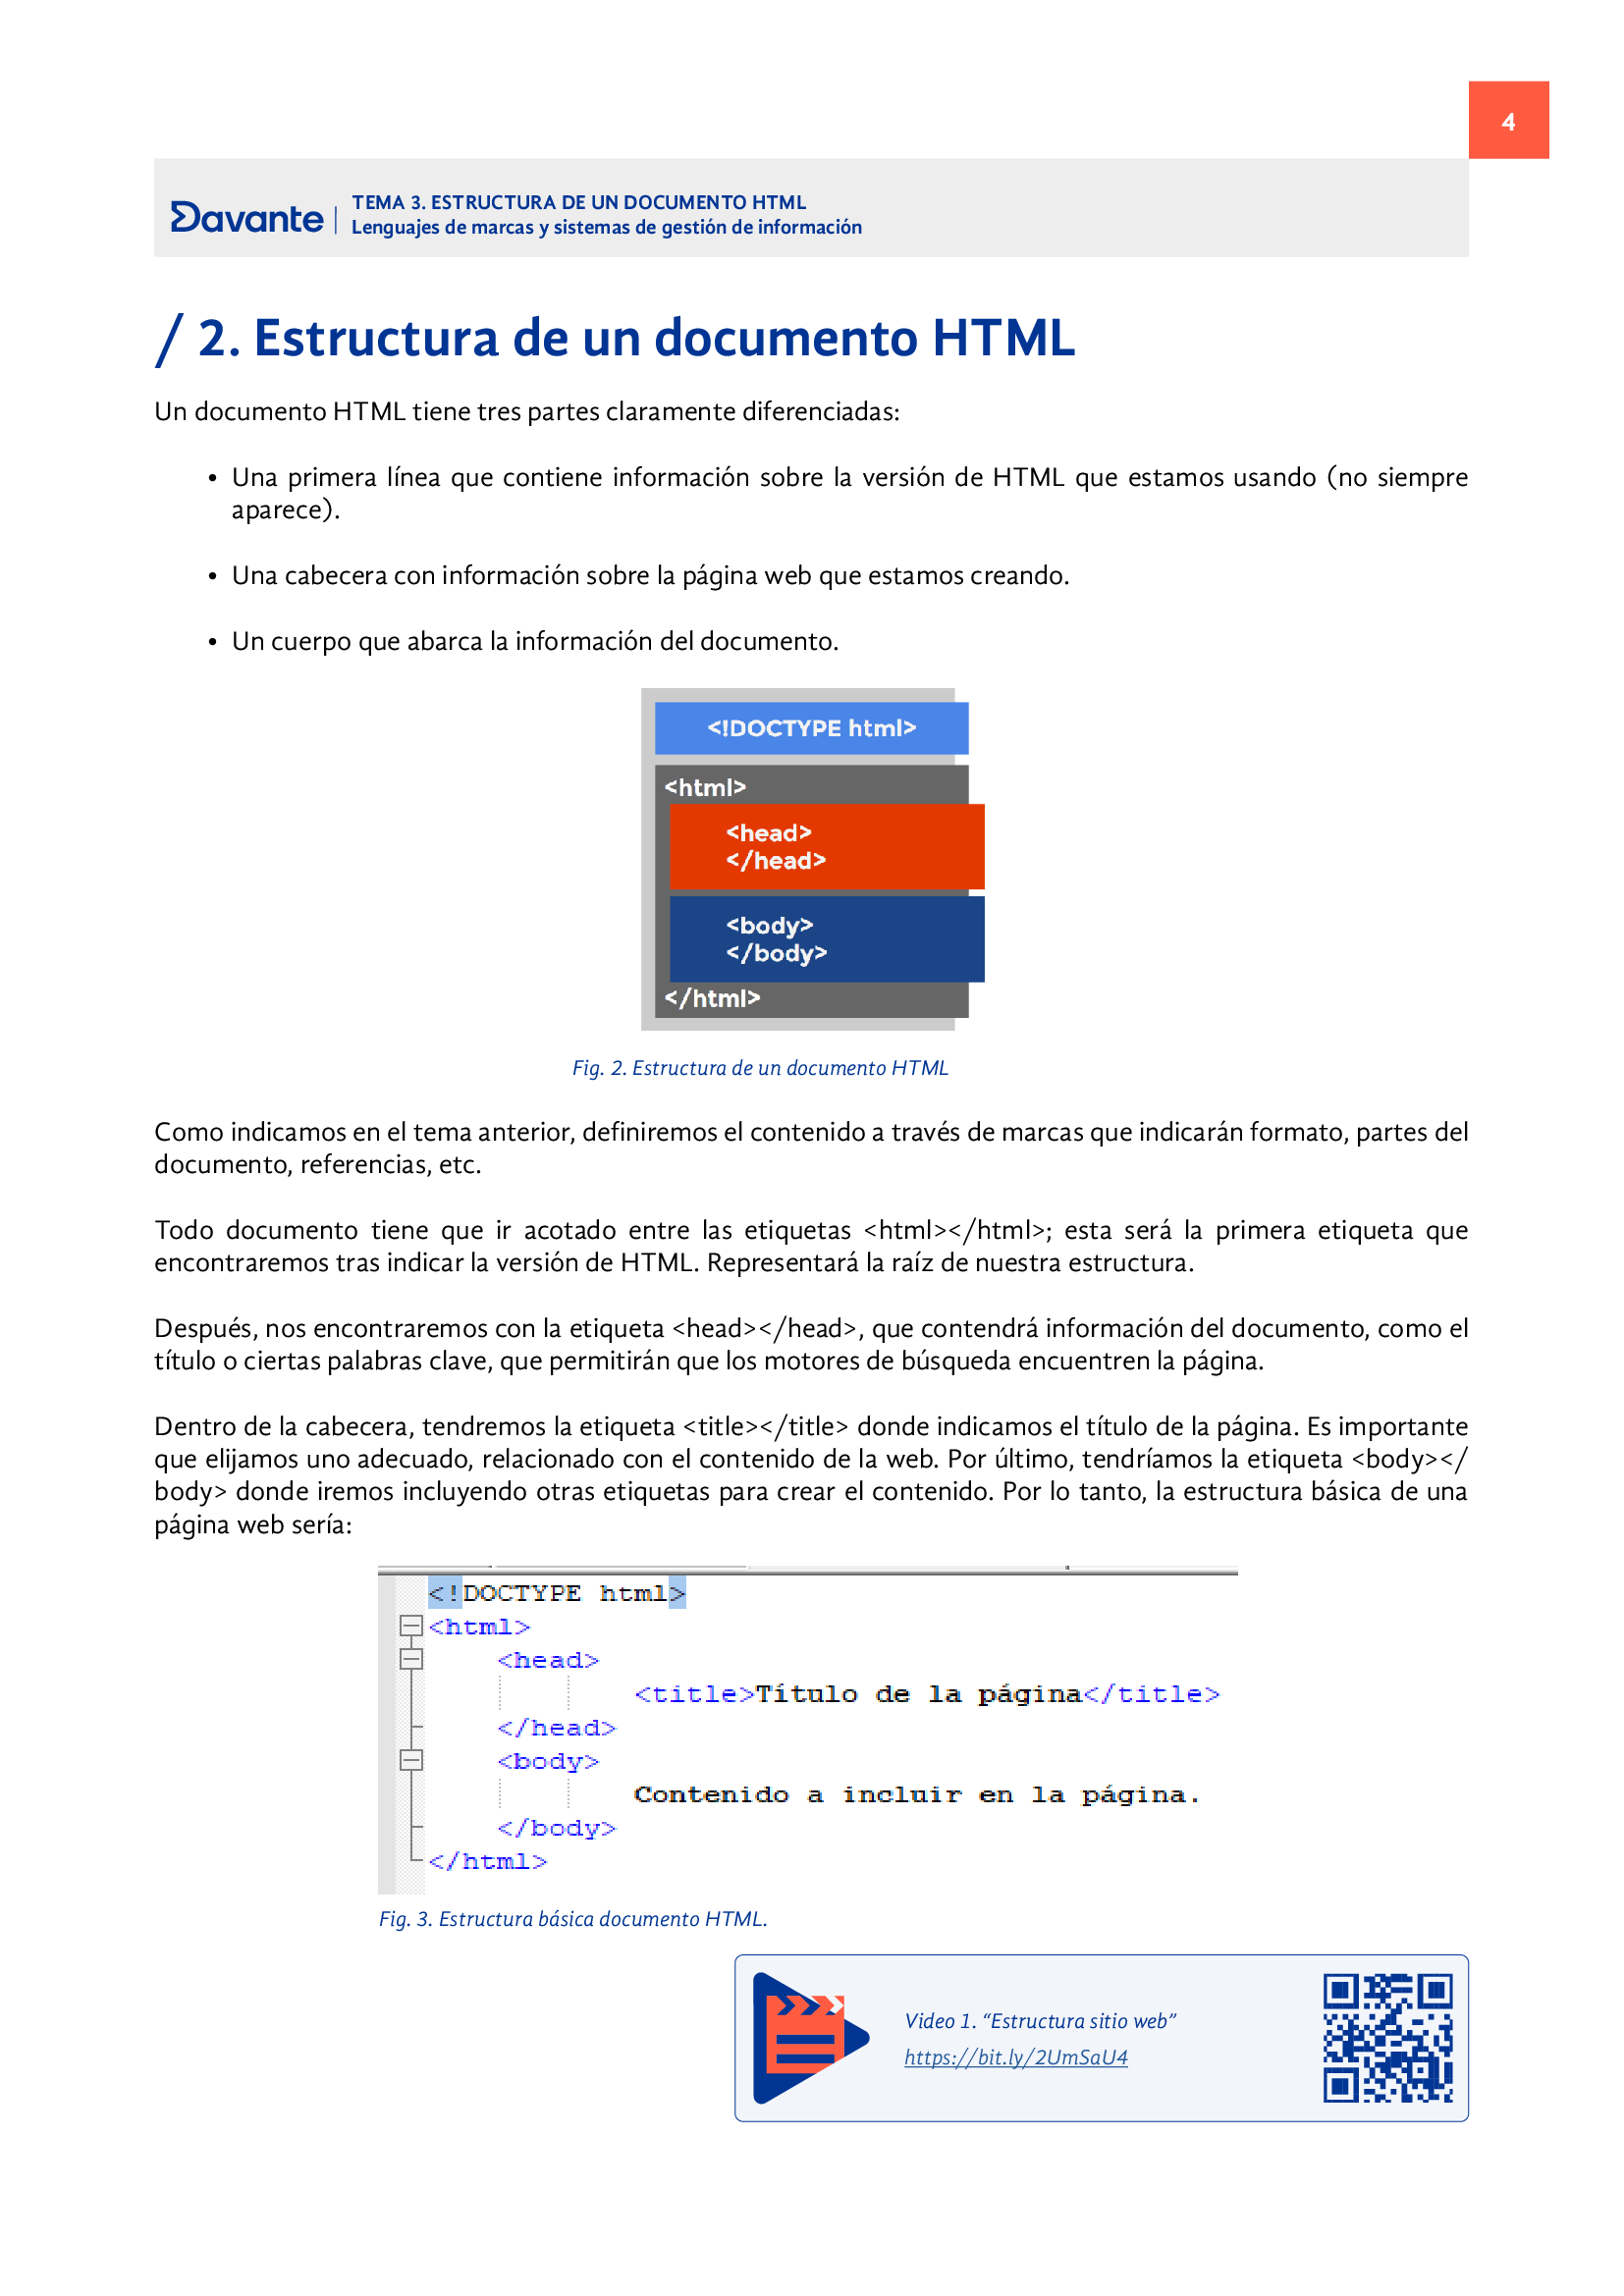 4
Davante
TEMA 3. ESTRUCTURA DE UN DOCUMENTO HTML
Lenguajes de marcas y sistemas de gestión de información
/ 2. Estructura de un documento HTML
Un documento HTML tiene tres partes claramente diferenciadas:
• Una primera línea que contiene información sobre la versión de HTML que estamos usando (no siempre
aparece).
• Una cabecera con información sobre la página web que estamos creando.
• Un cuerpo que abarca la información del documento.
<!DOCTYPE html>
<html>
<head>
</head>
<body>
</body>
</html>
Fig. 2. Estructura de un documento HTML
Como indicamos en el tema anterior, definiremos el contenido a través de marcas que indicarán formato, partes del
documento, referencias, etc.
Todo documento tiene que ir acotado entre las etiquetas <html></html>; esta será la primera etiqueta que
encontraremos tras indicar la versión de HTML. Representará la raíz de nuestra estructura.
Después, nos encontraremos con la etiqueta <head></head>, que contendrá información del documento, como el
título o ciertas palabras clave, que permitirán que los motores de búsqueda encuentren la página.
Dentro de la cabecera, tendremos la etiqueta <title></title> donde indicamos el título de la página. Es importante
que elijamos uno adecuado, relacionado con el contenido de la web. Por último, tendríamos la etiqueta <body></
body> donde iremos incluyendo otras etiquetas para crear el contenido. Por lo tanto, la estructura básica de una
página web sería:
<!DOCTYPE html>
<html>
<head>
<title>Título de la página</title>
</head>
<body>
Contenido a incluir en la página.
</body>
</html>
Fig. 3. Estructura básica documento HTML.
Video 1. “Estructura sitio web”
https://bit.ly/2UmSaU4